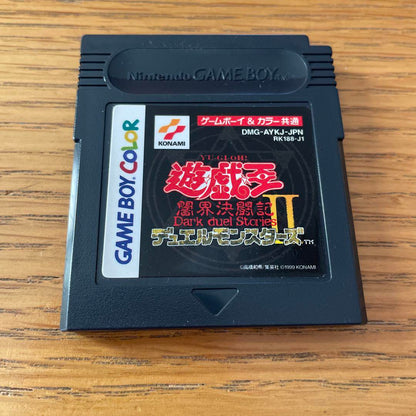 Nintendo GAME BOY
GAME BOY COLOR
KONAMI
ゲームボーイ & カラー共通
DMG-AYKJ-JPN
RK188-J1
YU-GI-OH!
遊戯王
闇界決闘記
Dark duel Stories
II
デュエルモンスターズ TM
©高橋和希/集英社 ©1999 KONAMI